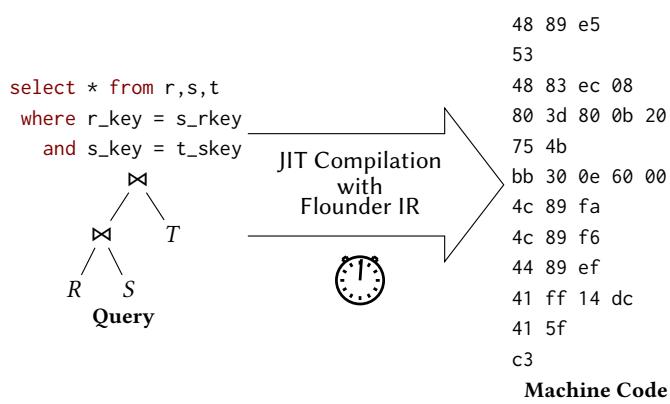 select * from r,s,t
where r_key = s_rkey
and s_key = t_skey
⋈
⋈ T
R S
Query
JIT Compilation
with
Flounder IR
48 89 e5
53
48 83 ec 08
80 3d 80 0b 20
75 4b
bb 30 0e 60 00
4c 89 fa
4c 89 f6
44 89 ef
41 ff 14 dc
41 5f
c3
Machine Code